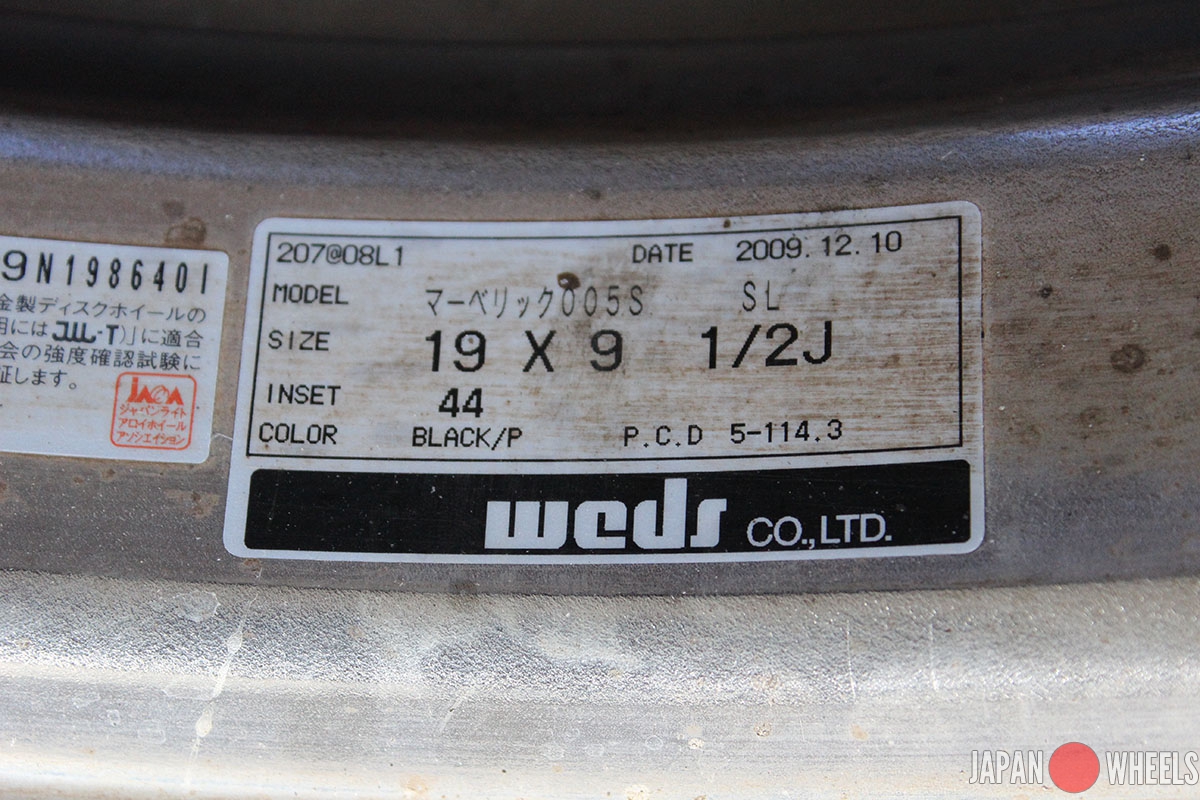 9N1986401
金製ディスクホイールの
用にはJWL-T)」に適合
会の強度確認試験に
証します。
JAWA
ジャパンライト
アロイホイール
アソシエイション
207@08L1 DATE 2009.12.10
MODEL マーベリック005S SL
SIZE 19 X 9 1/2J
INSET 44
COLOR BLACK/P P.C.D 5-114.3
weds CO.,LTD.
JAPAN WHEELS